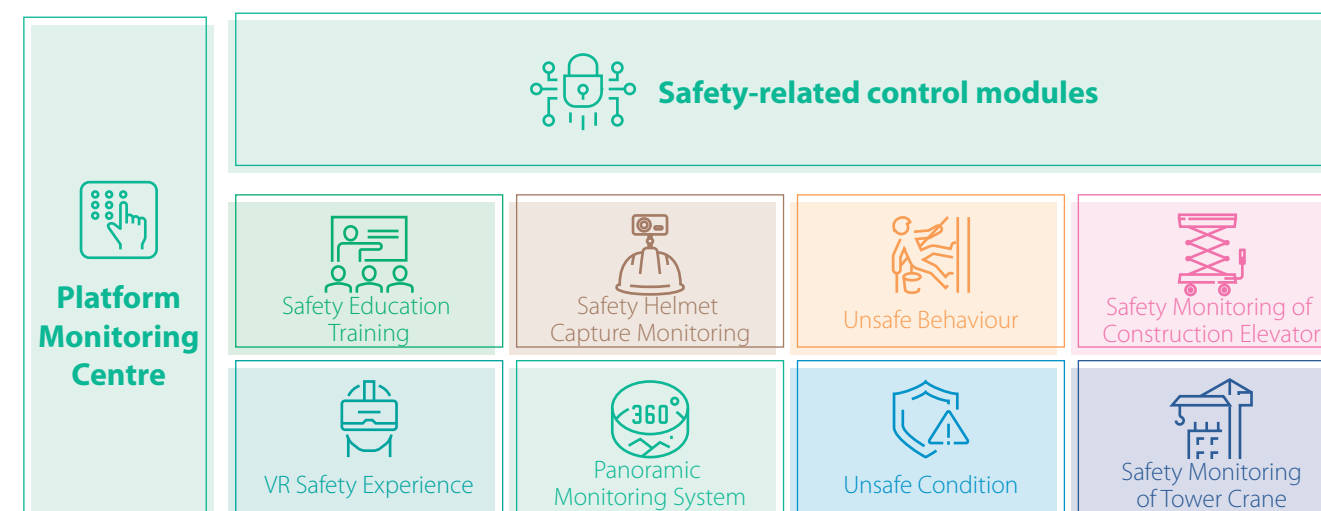 Safety-related control modules
Platform
Monitoring
Centre
Safety Education
Training
Safety Helmet
Capture Monitoring
Unsafe Behaviour
Safety Monitoring of
Construction Elevator
VR Safety Experience
360°
Panoramic
Monitoring System
Unsafe Condition
Safety Monitoring
of Tower Crane